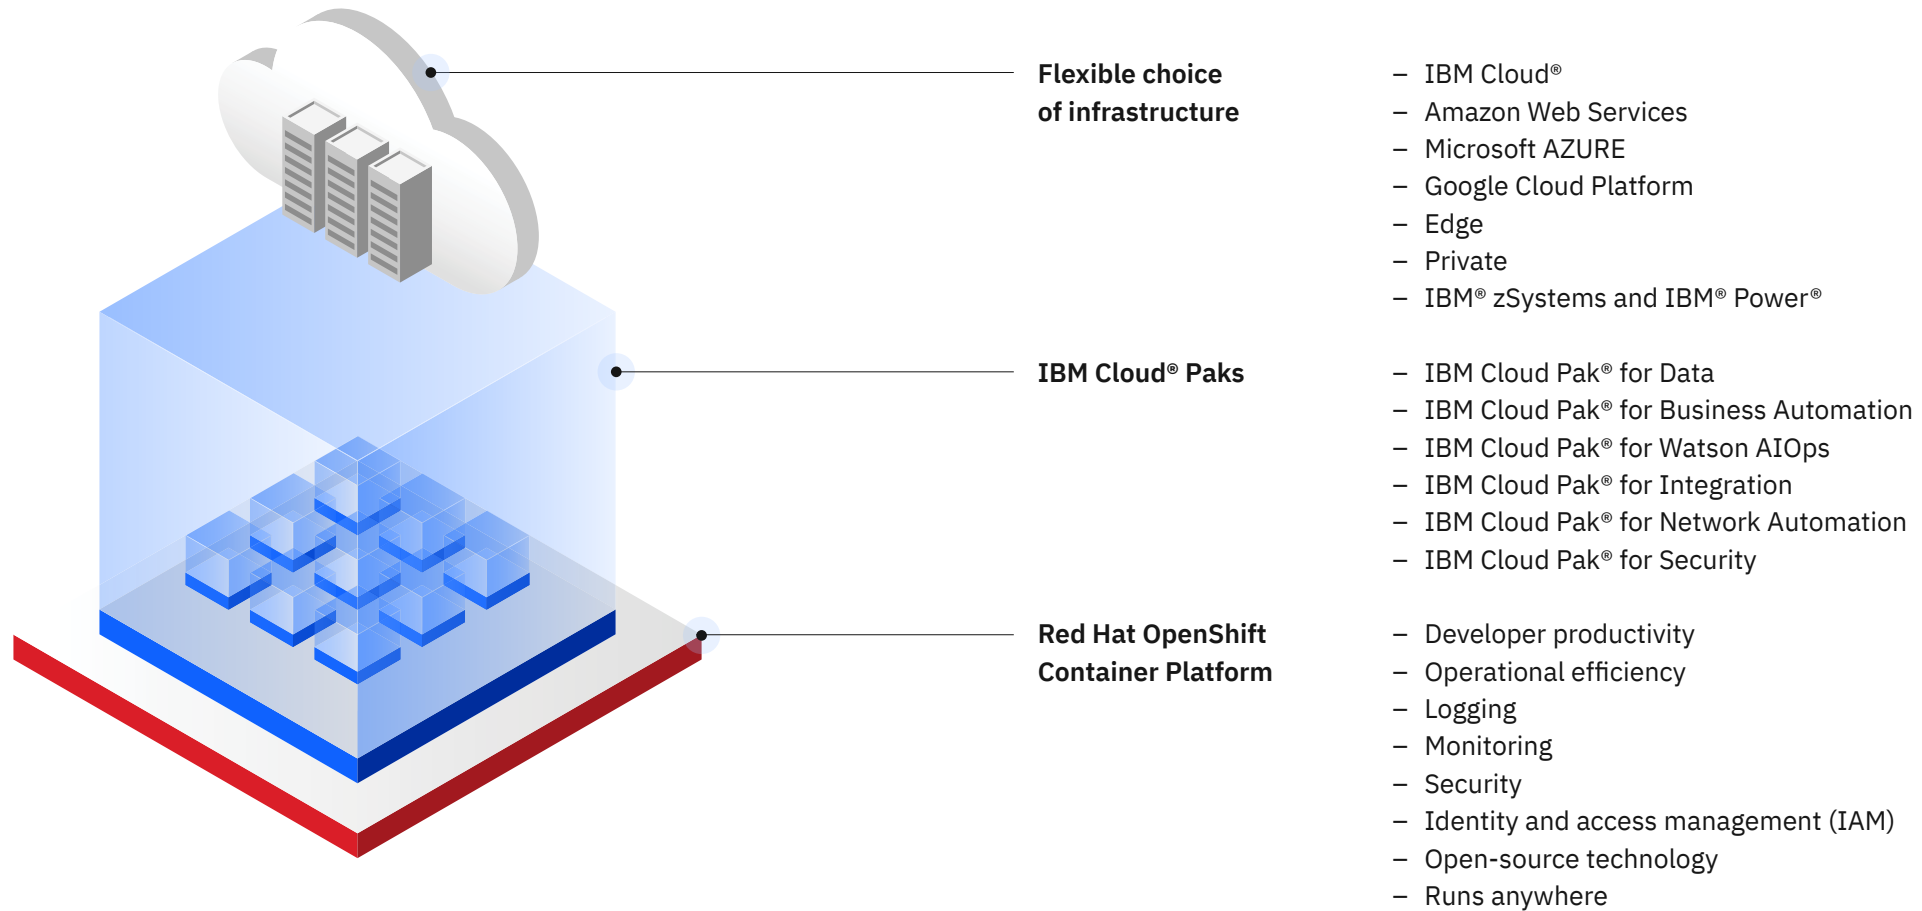 Flexible choice
of infrastructure
– IBM Cloud®
– Amazon Web Services
– Microsoft AZURE
– Google Cloud Platform
– Edge
– Private
– IBM® zSystems and IBM® Power®
IBM Cloud® Paks
– IBM Cloud Pak® for Data
– IBM Cloud Pak® for Business Automation
– IBM Cloud Pak® for Watson AIOps
– IBM Cloud Pak® for Integration
– IBM Cloud Pak® for Network Automation
– IBM Cloud Pak® for Security
Red Hat OpenShift
Container Platform
– Developer productivity
– Operational efficiency
– Logging
– Monitoring
– Security
– Identity and access management (IAM)
– Open-source technology
– Runs anywhere